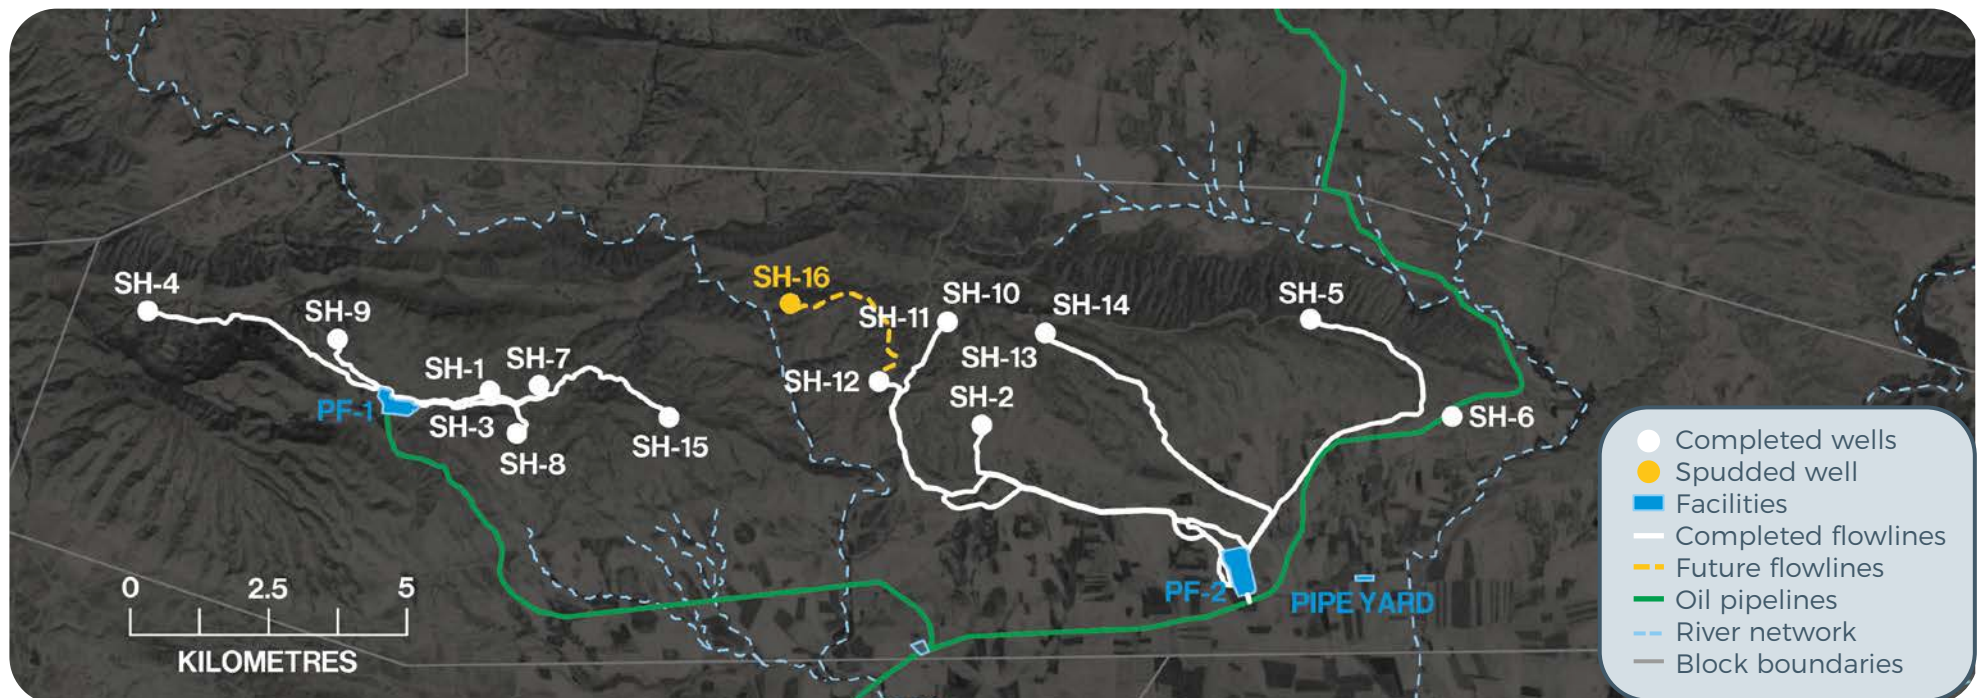 SH-4
SH-9
SH-1
SH-7
PF-1
SH-3
SH-8
SH-15
SH-16
SH-11
SH-10
SH-14
SH-13
SH-12
SH-2
SH-5
SH-6
PF-2
PIPE YARD
0 2.5 5
KILOMETRES
Completed wells
Spudded well
Facilities
Completed flowlines
Future flowlines
Oil pipelines
River network
Block boundaries